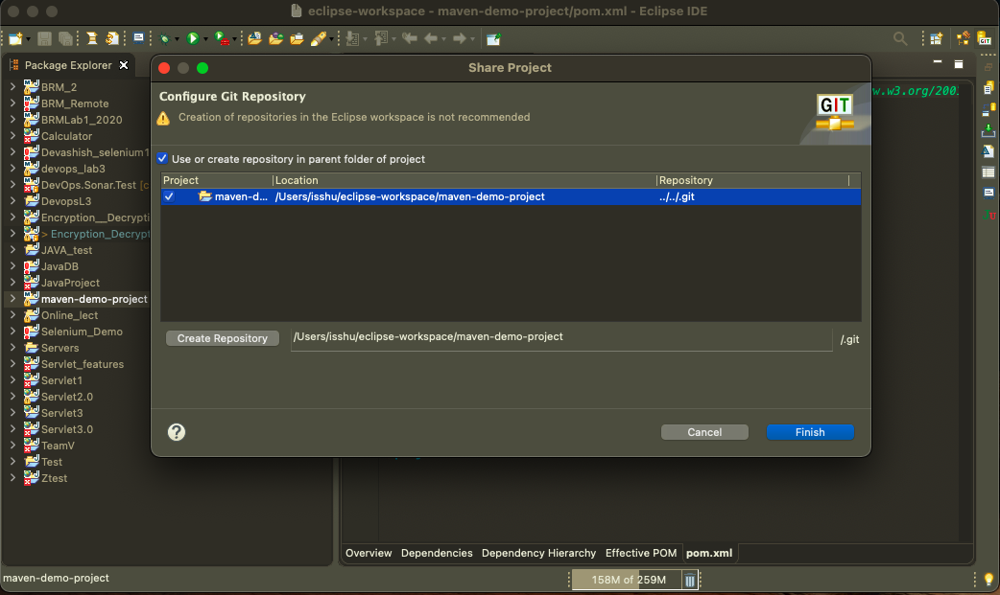 eclipse-workspace - maven-demo-project/pom.xml - Eclipse IDE
GIT
Package Explorer
BRM_2
BRM_Remote
BRMLab1_2020
Calculator
Devashish_selenium1
devops_lab3
DevOps.Sonar.Test [c
DevopsL3
Encryption__Decrypti
> Encryption_Decrypt
JAVA_test
JavaDB
JavaProject
maven-demo-project
Online_lect
Selenium_Demo
Servers
Servlet_features
Servlet1
Servlet2.0
Servlet3
Servlet3.0
TeamV
Test
Ztest
Share Project
Configure Git Repository
Creation of repositories in the Eclipse workspace is not recommended
GIT
Use or create repository in parent folder of project
Project Location Repository
maven-d... /Users/isshu/eclipse-workspace/maven-demo-project ../../.git
Create Repository /Users/isshu/eclipse-workspace/maven-demo-project /.git
? Cancel Finish
w.w3.org/2001
Overview Dependencies Dependency Hierarchy Effective POM pom.xml
maven-demo-project 158M of 259M